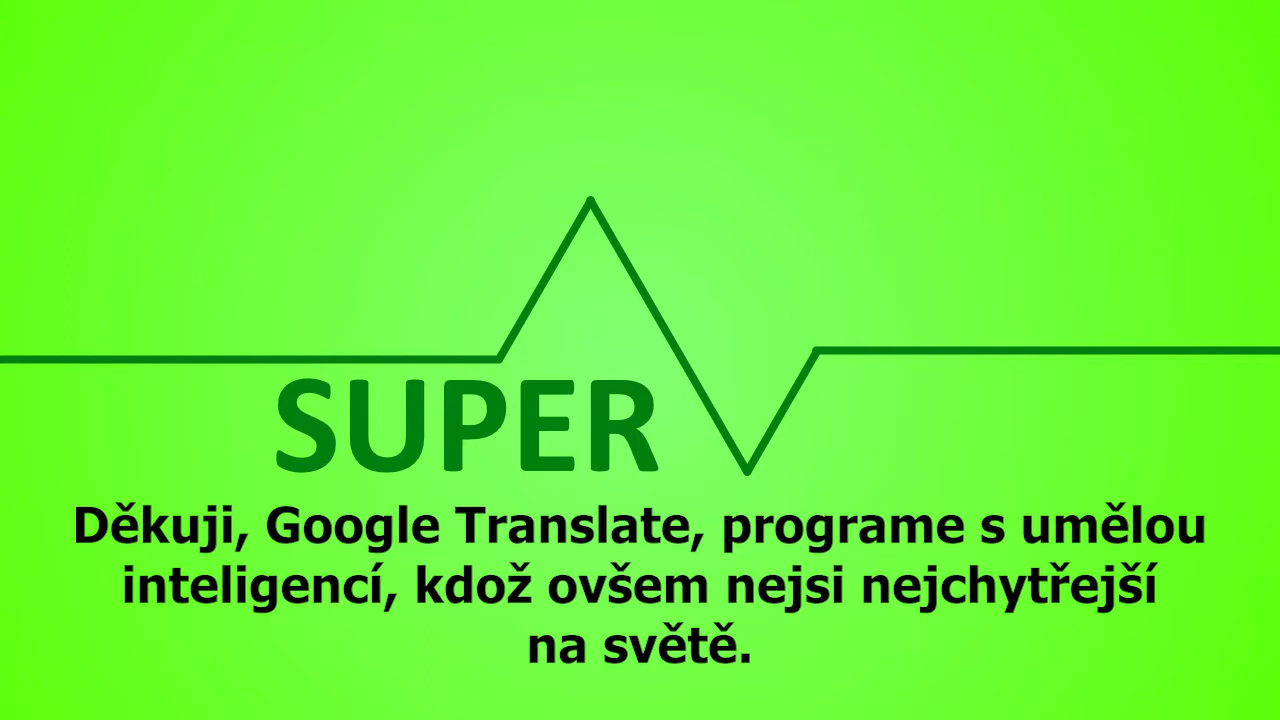 SUPER
Děkuji, Google Translate, programe s umělou
inteligencí, kdož ovšem nejsi nejchytřejší
na světě.